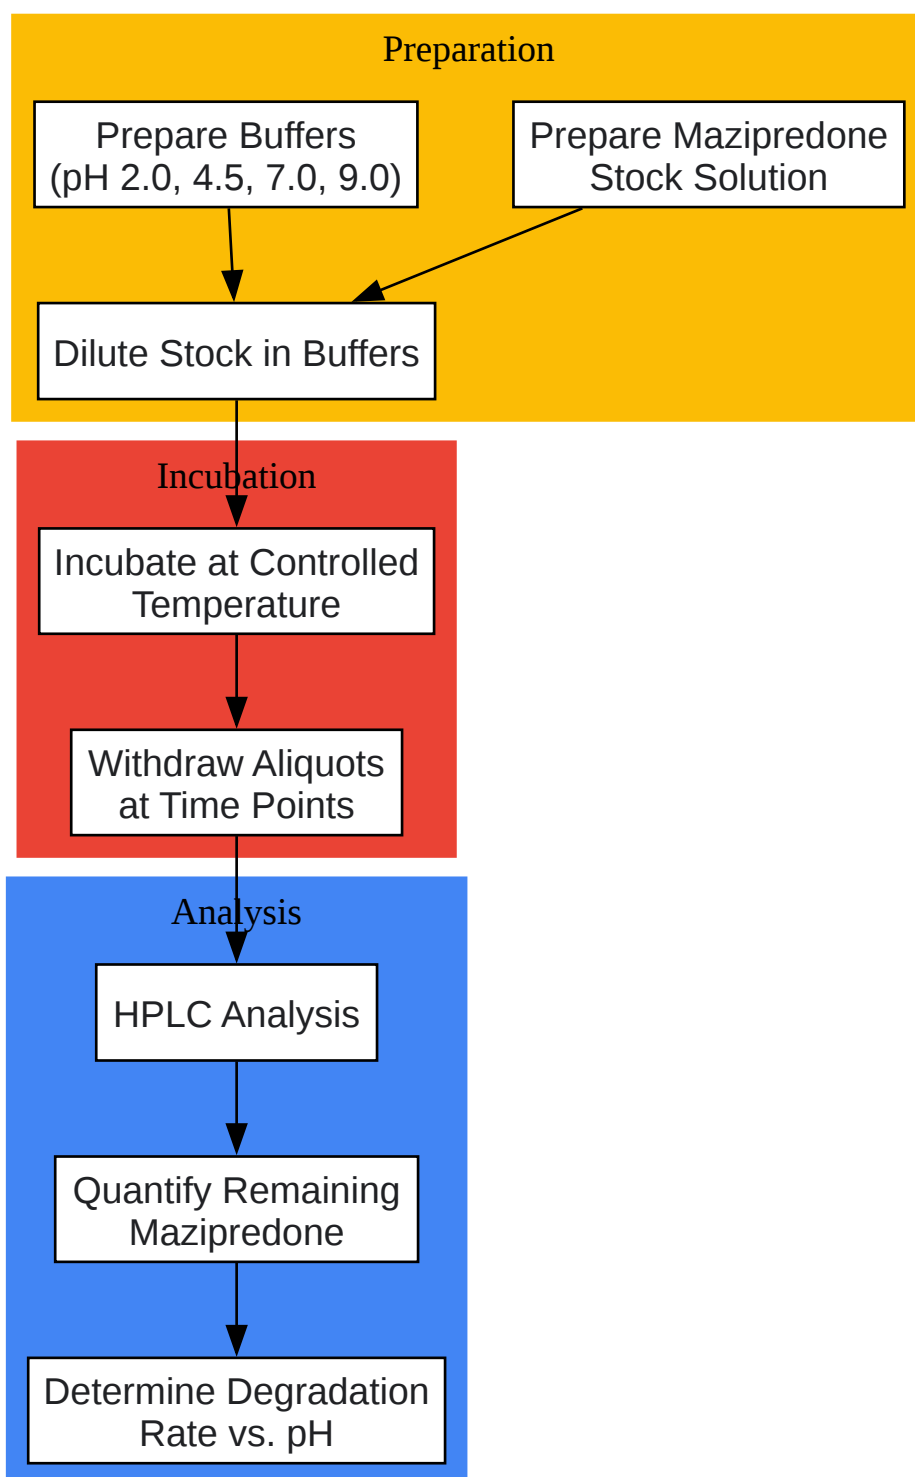 Preparation
Prepare Buffers
(pH 2.0, 4.5, 7.0, 9.0)
Prepare Mazipredone
Stock Solution
Dilute Stock in Buffers
Incubation
Incubate at Controlled
Temperature
Withdraw Aliquots
at Time Points
Analysis
HPLC Analysis
Quantify Remaining
Mazipredone
Determine Degradation
Rate vs. pH